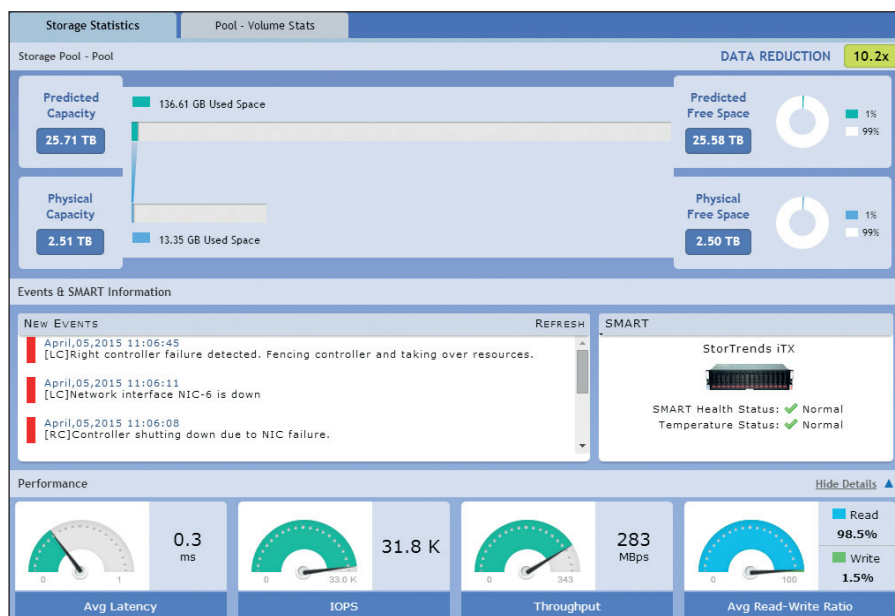 Storage Statistics
Pool - Volume Stats
Storage Pool - Pool
DATA REDUCTION
10.2x
Predicted
Capacity
25.71 TB
136.61 GB Used Space
Predicted
Free Space
25.58 TB
1%
99%
Physical
Capacity
2.51 TB
13.35 GB Used Space
Physical
Free Space
2.50 TB
1%
99%
Events & SMART Information
NEW EVENTS
REFRESH
April,05,2015 11:06:45
[LC]Right controller failure detected. Fencing controller and taking over resources.
April,05,2015 11:06:11
[LC]Network interface NIC-6 is down
April,05,2015 11:06:08
[RC]Controller shutting down due to NIC failure.
SMART
StorTrends iTX
SMART Health Status: Normal
Temperature Status: Normal
Performance
Hide Details
0
1
0.3
ms
Avg Latency
0
33.0 K
31.8 K
IOPS
0
343
283
MBps
Throughput
0
100
Read
98.5%
Write
1.5%
Avg Read-Write Ratio